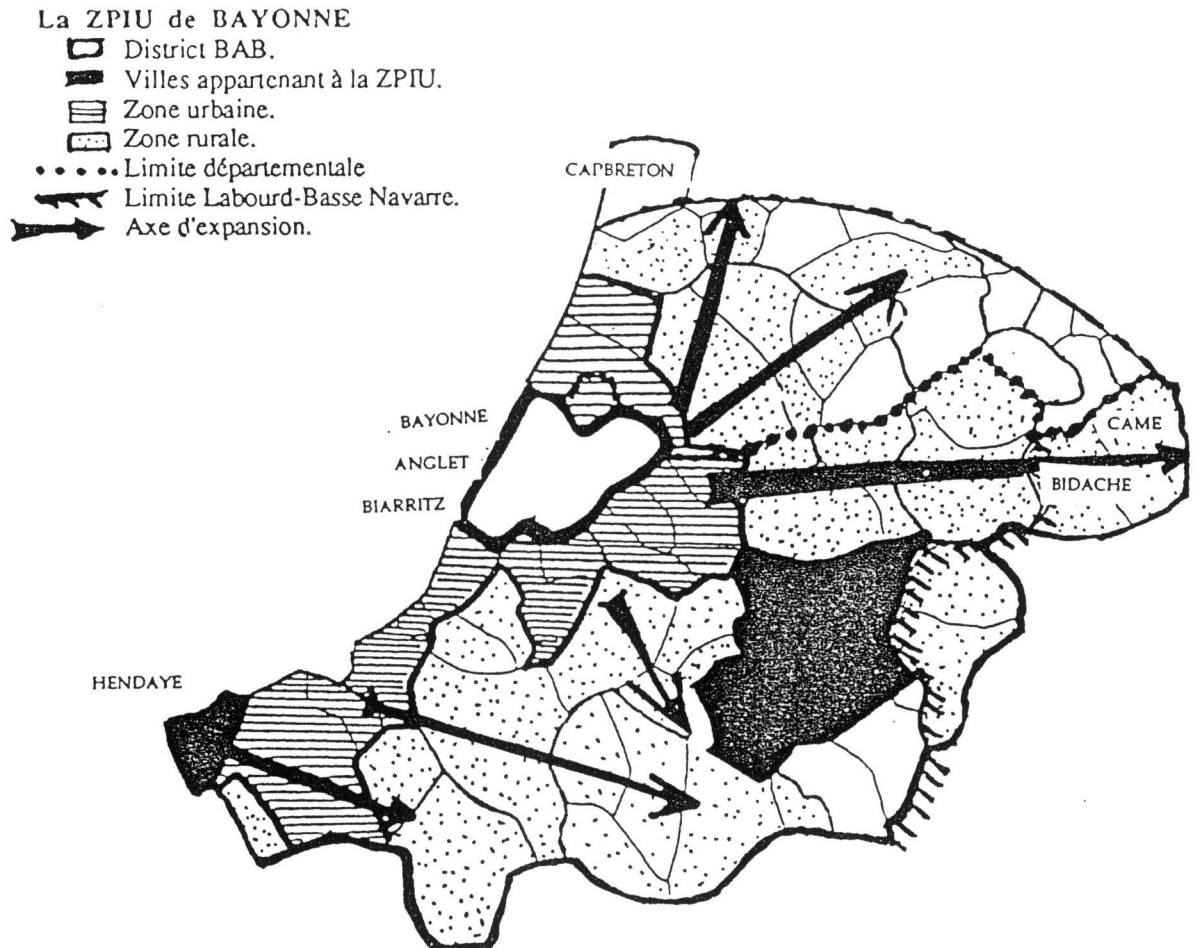 La ZPIU de BAYONNE
District BAB.
Villes appartenant à la ZPIU.
Zone urbaine.
Zone rurale.
Limite départementale
Limite Labourd-Basse Navarre.
Axe d'expansion.
CAPBRETON
BAYONNE
ANGLET
BIARRITZ
CAME
BIDACHE
HENDAYE